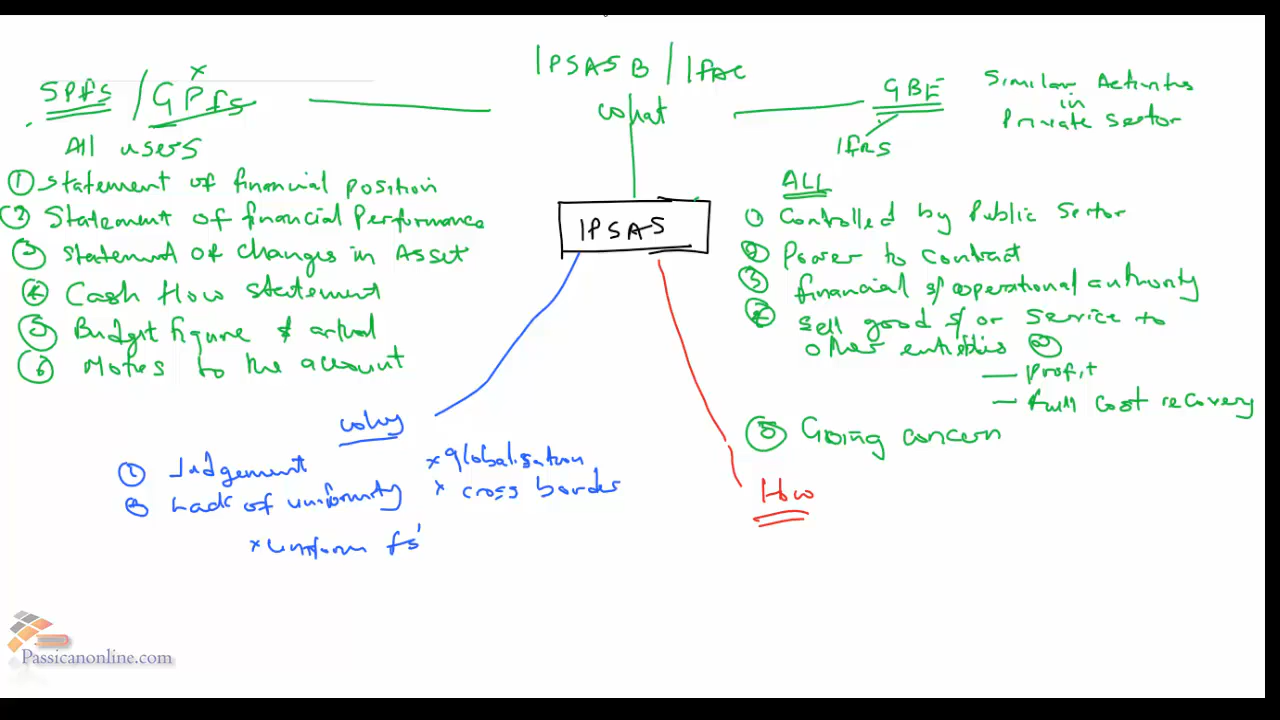 IPSASB / IFAC
what
IPSAS
SPfs / GPfs
x
All users
① Statement of financial position
② Statement of financial Performance
③ Statement of changes in Asset
④ Cash flow statement
⑤ Budget figure & actual
⑥ Notes to the account
GBE
IFRS
Similar Activities
in
Private sector
ALL
① Controlled by Public Sector
② Power to contract
③ financial & operational authority
④ Sell good &/or service to
other entities @
— Profit
— full cost recovery
⑤ Going concern
why
① Judgement
② Lack of uniformity
x uniform fs'
x globalisation
x cross border
How
Passicanonline.com